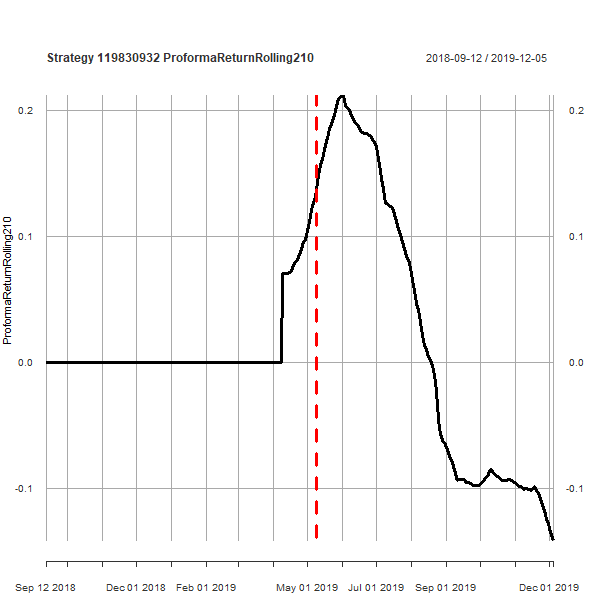 Strategy 119830932 ProformaReturnRolling210
2018-09-12 / 2019-12-05
0.2
0.2
0.1
0.1
0.0
0.0
-0.1
-0.1
ProformaReturnRolling210
Sep 12 2018
Dec 01 2018
Feb 01 2019
May 01 2019
Jul 01 2019
Sep 01 2019
Dec 01 2019